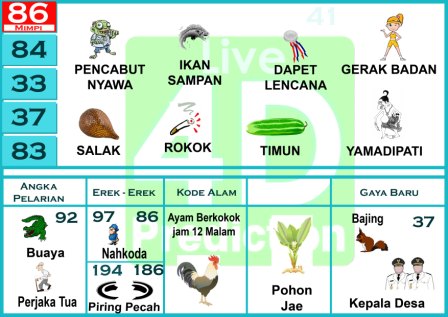 86
MIMPI
84
33
37
83
41
Live
4D
Prediction
PENCABUT
NYAWA
IKAN
SAMPAN
DAPET
LENCANA
GERAK BADAN
SALAK
ROKOK
TIMUN
YAMADIPATI
ANGKA
PELARIAN
EREK - EREK
KODE ALAM
GAYA BARU
92
Buaya
Perjaka Tua
97 86
Nahkoda
194 186
Piring Pecah
Ayam Berkokok
jam 12 Malam
Pohon
Jae
Bajing
37
Kepala Desa